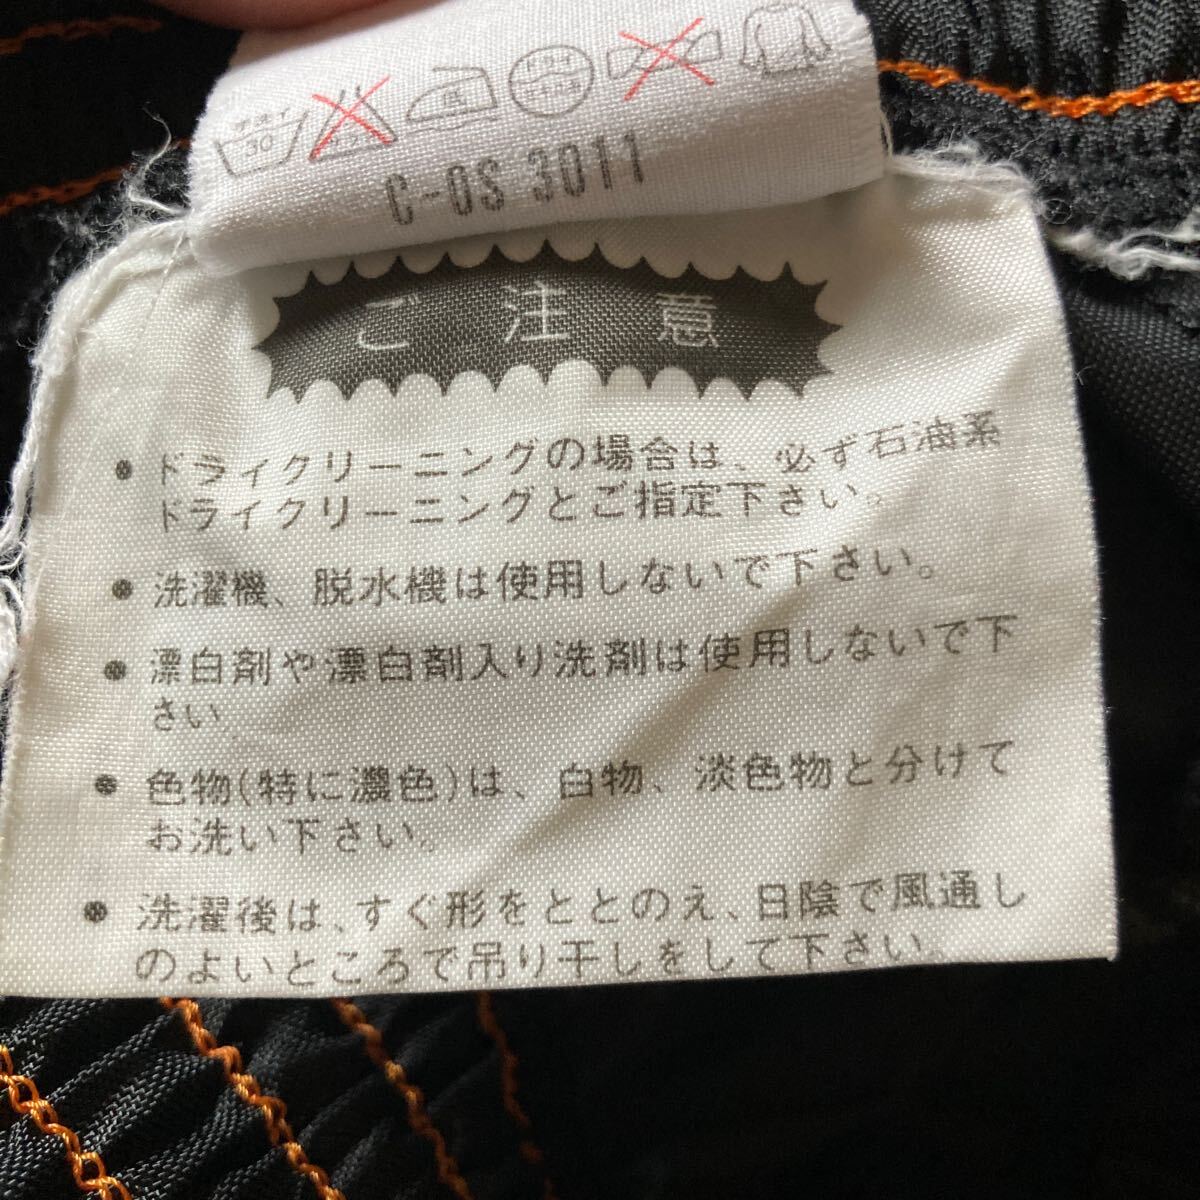 30
C-OS 3011
ご注意
• ドライクリーニングの場合は、必ず石油系
ドライクリーニングとご指定下さい。
• 洗濯機、脱水機は使用しないで下さい。
• 漂白剤や漂白剤入り洗剤は使用しないで下
さい
• 色物(特に濃色)は、白物、淡色物と分けて
お洗い下さい。
• 洗濯後は、すぐ形をととのえ、日陰で風通し
のよいところで吊り干しをして下さい。